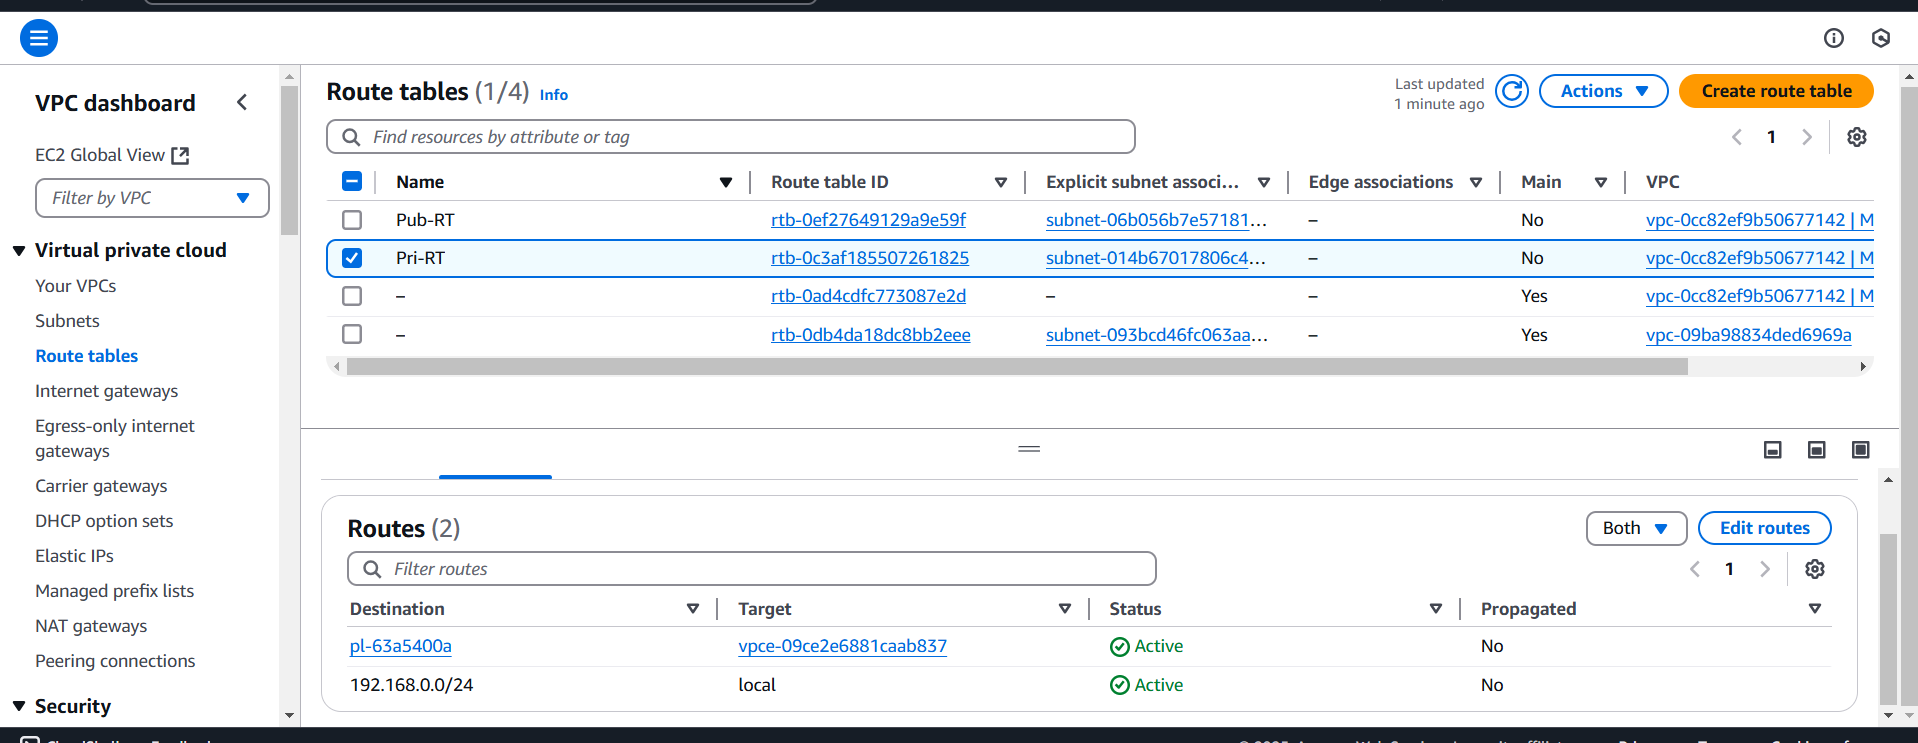 VPC dashboard
EC2 Global View
Filter by VPC
Virtual private cloud
Your VPCs
Subnets
Route tables
Internet gateways
Egress-only internet
gateways
Carrier gateways
DHCP option sets
Elastic IPs
Managed prefix lists
NAT gateways
Peering connections
Security
Route tables (1/4) Info
Last updated
1 minute ago
Actions
Create route table
Find resources by attribute or tag
1
Name Route table ID Explicit subnet associ... Edge associations Main VPC
Pub-RT rtb-0ef27649129a9e59f subnet-06b056b7e57181... – No vpc-0cc82ef9b50677142 | M
Pri-RT rtb-0c3af185507261825 subnet-014b67017806c4... – No vpc-0cc82ef9b50677142 | M
– rtb-0ad4cdfc773087e2d – – Yes vpc-0cc82ef9b50677142 | M
– rtb-0db4da18dc8bb2eee subnet-093bcd46fc063aa... – Yes vpc-09ba98834ded6969a
Routes (2)
Both
Edit routes
Filter routes
1
Destination Target Status Propagated
pl-63a5400a vpce-09ce2e6881caab837 Active No
192.168.0.0/24 local Active No